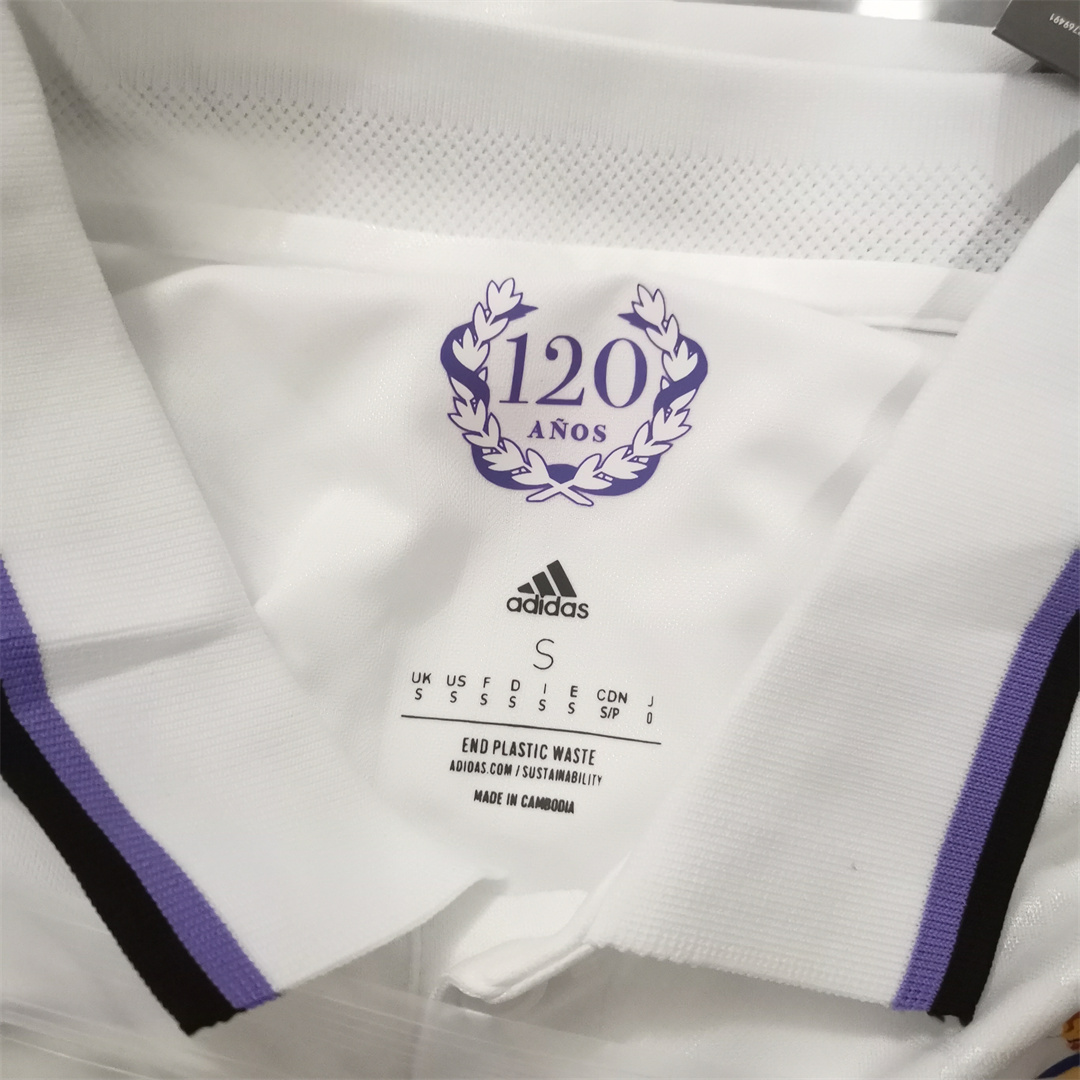 120
AÑOS
adidas
S
UK US F D I E CDN J
S S S S S S S/P O
END PLASTIC WASTE
ADIDAS.COM / SUSTAINABILITY
MADE IN CAMBODIA